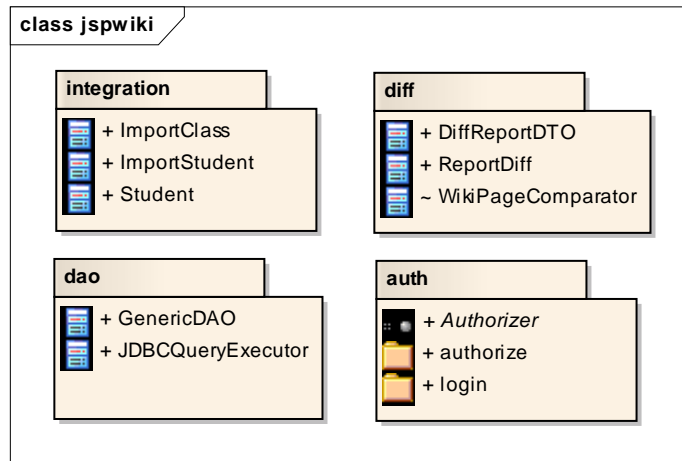 class jspwiki
integration
+ ImportClass
+ ImportStudent
+ Student
diff
+ DiffReportDTO
+ ReportDiff
~ WikiPageComparator
dao
+ GenericDAO
+ JDBCQueryExecutor
auth
+ Authorizer
+ authorize
+ login